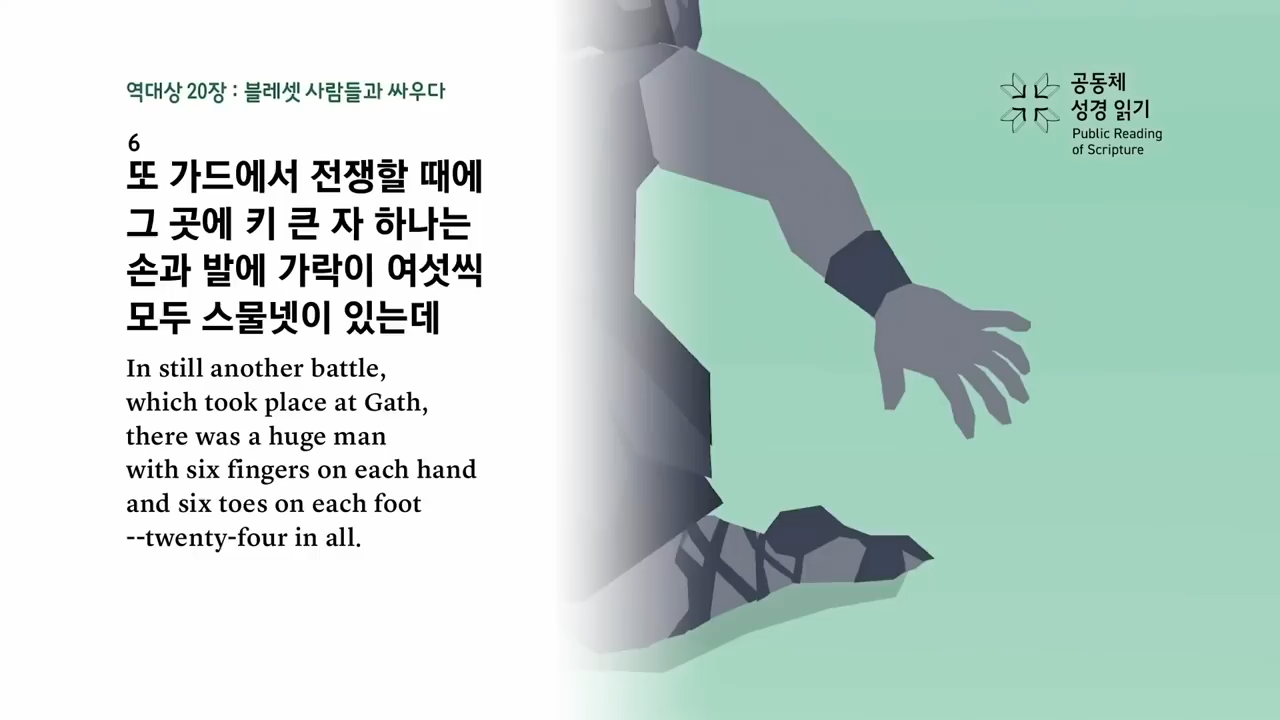 역대상 20장 : 블레셋 사람들과 싸우다
6
또 가드에서 전쟁할 때에
그 곳에 키 큰 자 하나는
손과 발에 가락이 여섯씩
모두 스물넷이 있는데
In still another battle,
which took place at Gath,
there was a huge man
with six fingers on each hand
and six toes on each foot
--twenty-four in all.
공동체
성경 읽기
Public Reading
of Scripture